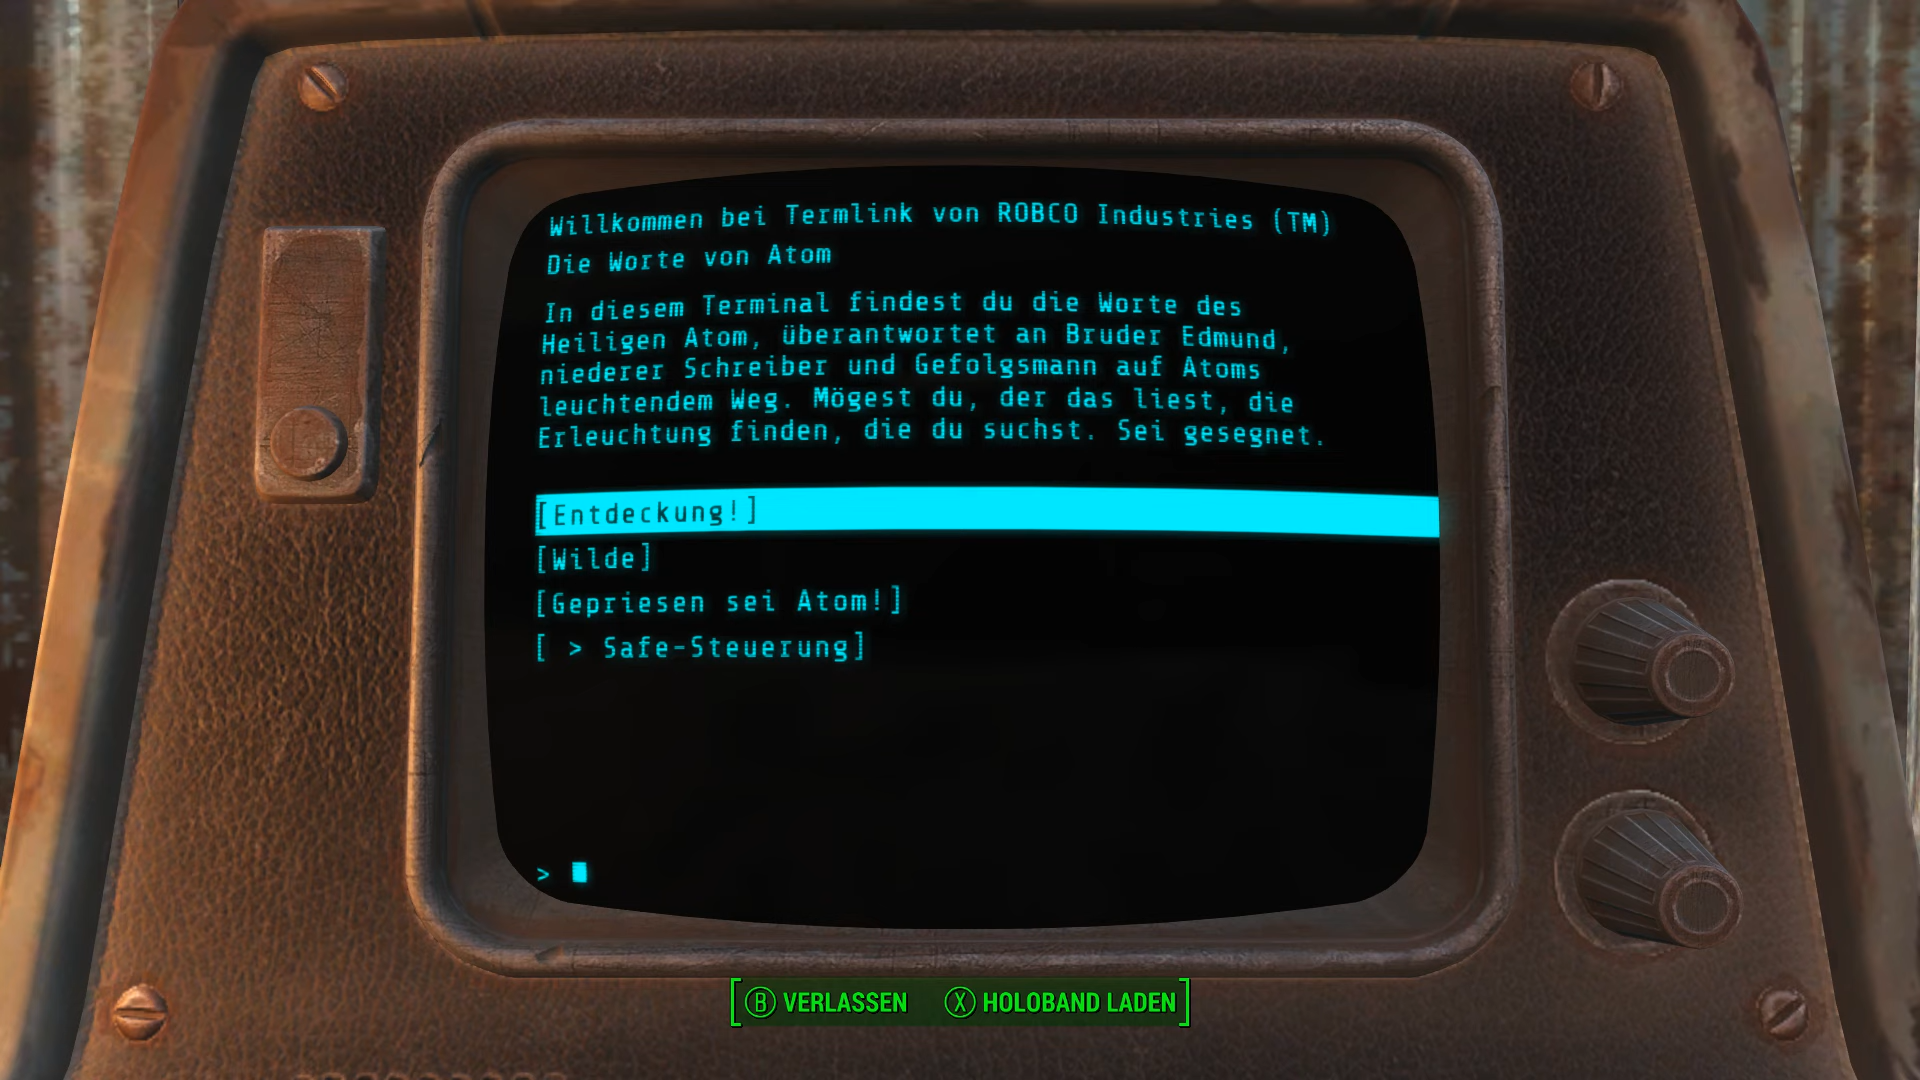 Willkommen bei Termlink von ROBCO Industries (TM)
Die Worte von Atom
In diesem Terminal findest du die Worte des
Heiligen Atom, überantwortet an Bruder Edmund,
niederer Schreiber und Gefolgsmann auf Atoms
leuchtendem Weg. Mögest du, der das liest, die
Erleuchtung finden, die du suchst. Sei gesegnet.
[Entdeckung!]
[Wilde]
[Gepriesen sei Atom!]
[ > Safe-Steuerung]
>
[Ⓑ VERLASSEN Ⓧ HOLOBAND LADEN]